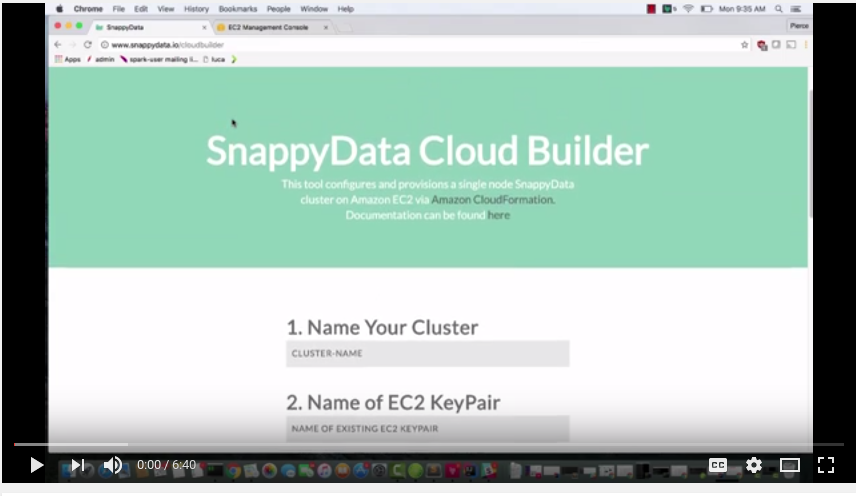 Chrome File Edit View History Bookmarks People Window Help Mon 9:35 AM
SnappyData EC2 Management Console Pierce
www.snappydata.io/cloudbuilder
Apps admin spark-user mailing li... luca
SnappyData Cloud Builder
This tool configures and provisions a single node SnappyData
cluster on Amazon EC2 via Amazon CloudFormation.
Documentation can be found here
1. Name Your Cluster
CLUSTER-NAME
2. Name of EC2 KeyPair
NAME OF EXISTING EC2 KEYPAIR
0:00 / 6:40 CC